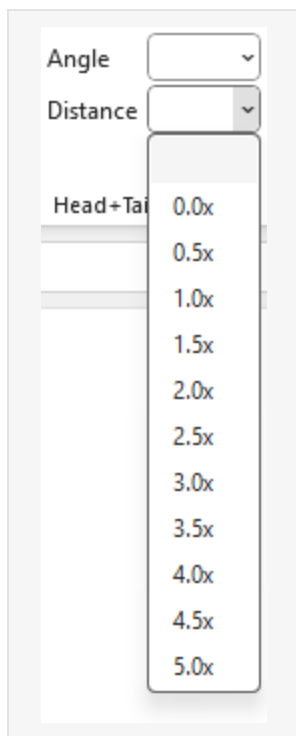 Angle
Distance
Head+Tai
0.0x
0.5x
1.0x
1.5x
2.0x
2.5x
3.0x
3.5x
4.0x
4.5x
5.0x